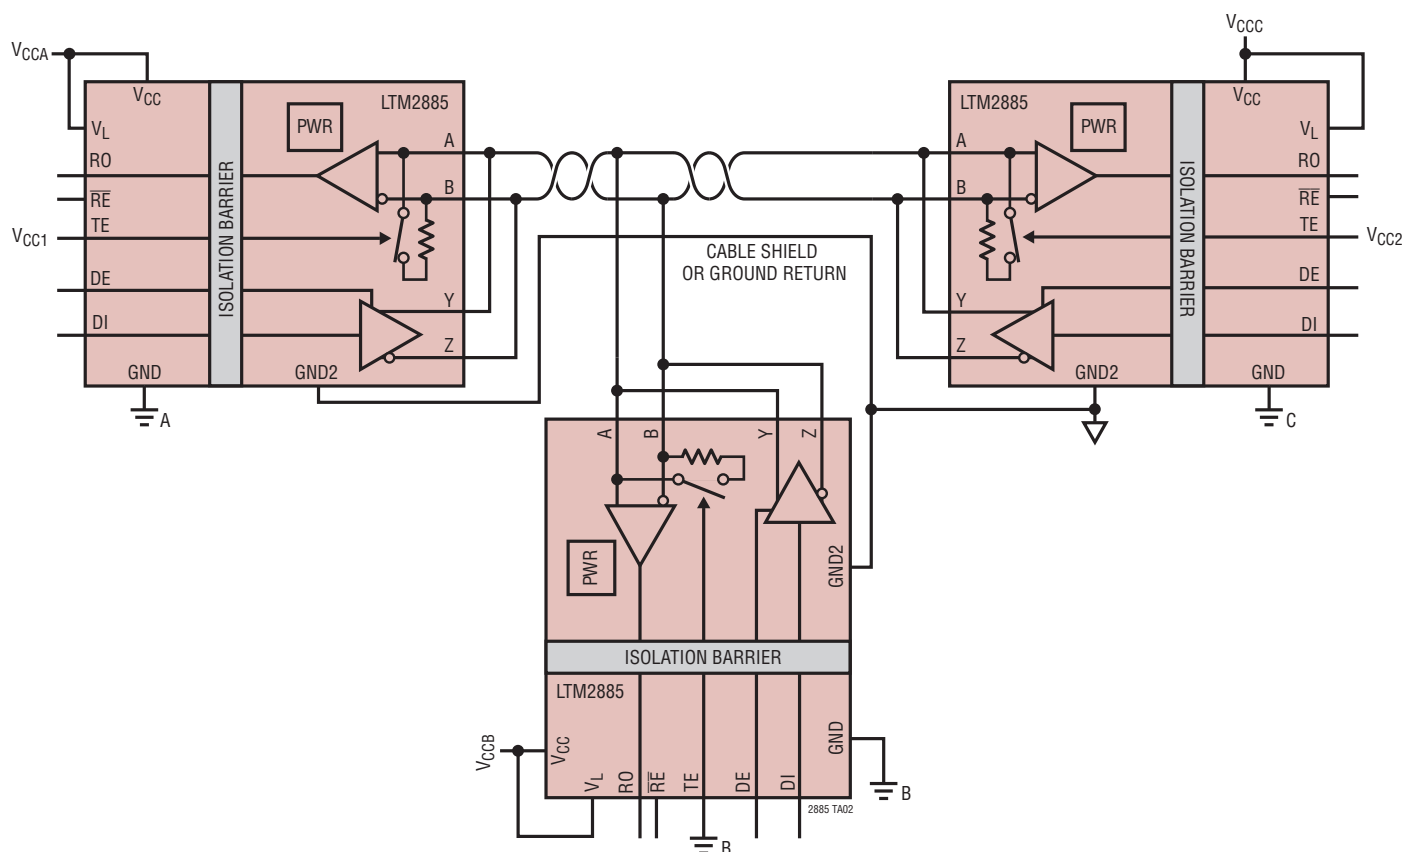 VCCA
VCC
LTM2885
PWR
VL
RO
RE
TE
VCC1
DE
DI
GND
A
ISOLATION BARRIER
A
B
Y
Z
GND2
CABLE SHIELD
OR GROUND RETURN
VCCC
LTM2885
PWR
VCC
A
B
Y
Z
GND2
ISOLATION BARRIER
VL
RO
RE
TE
VCC2
DE
DI
GND
C
A
B
Y
Z
PWR
GND2
ISOLATION BARRIER
LTM2885
VCCB
VCC
VL
RO
RE
TE
DE
DI
GND
B
2885 TA02
B